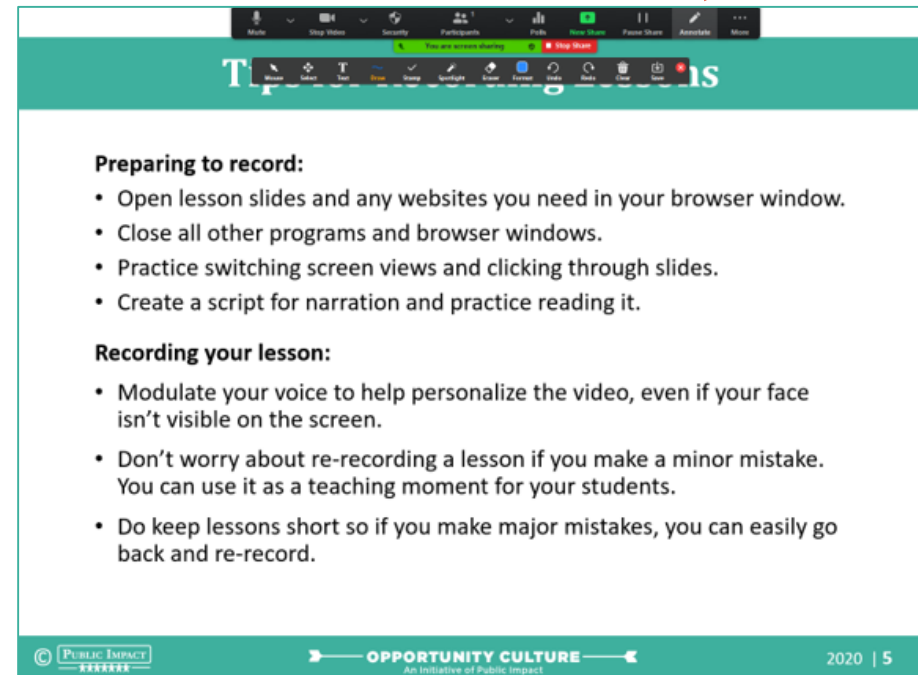 Mute Stop Video Security Participants 1 Polls New Share Pause Share Annotate More
You are screen sharing Stop Share
Mouse Select Text Draw Stamp Spotlight Eraser Format Undo Redo Clear Save
Tips for Recording Lessons
Preparing to record:
• Open lesson slides and any websites you need in your browser window.
• Close all other programs and browser windows.
• Practice switching screen views and clicking through slides.
• Create a script for narration and practice reading it.
Recording your lesson:
• Modulate your voice to help personalize the video, even if your face
isn’t visible on the screen.
• Don’t worry about re-recording a lesson if you make a minor mistake.
You can use it as a teaching moment for your students.
• Do keep lessons short so if you make major mistakes, you can easily go
back and re-record.
© PUBLIC IMPACT
OPPORTUNITY CULTURE
An Initiative of Public Impact
2020 | 5